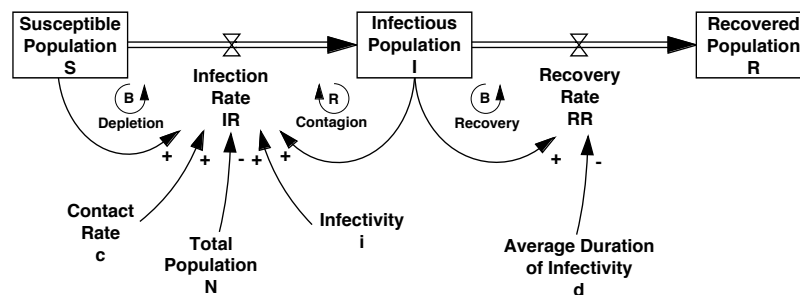 Susceptible
Population
S
Infectious
Population
I
Recovered
Population
R
Infection
Rate
IR
Recovery
Rate
RR
B
Depletion
R
Contagion
B
Recovery
+
+
-
+
+
+
-
Contact
Rate
c
Total
Population
N
Infectivity
i
Average Duration
of Infectivity
d